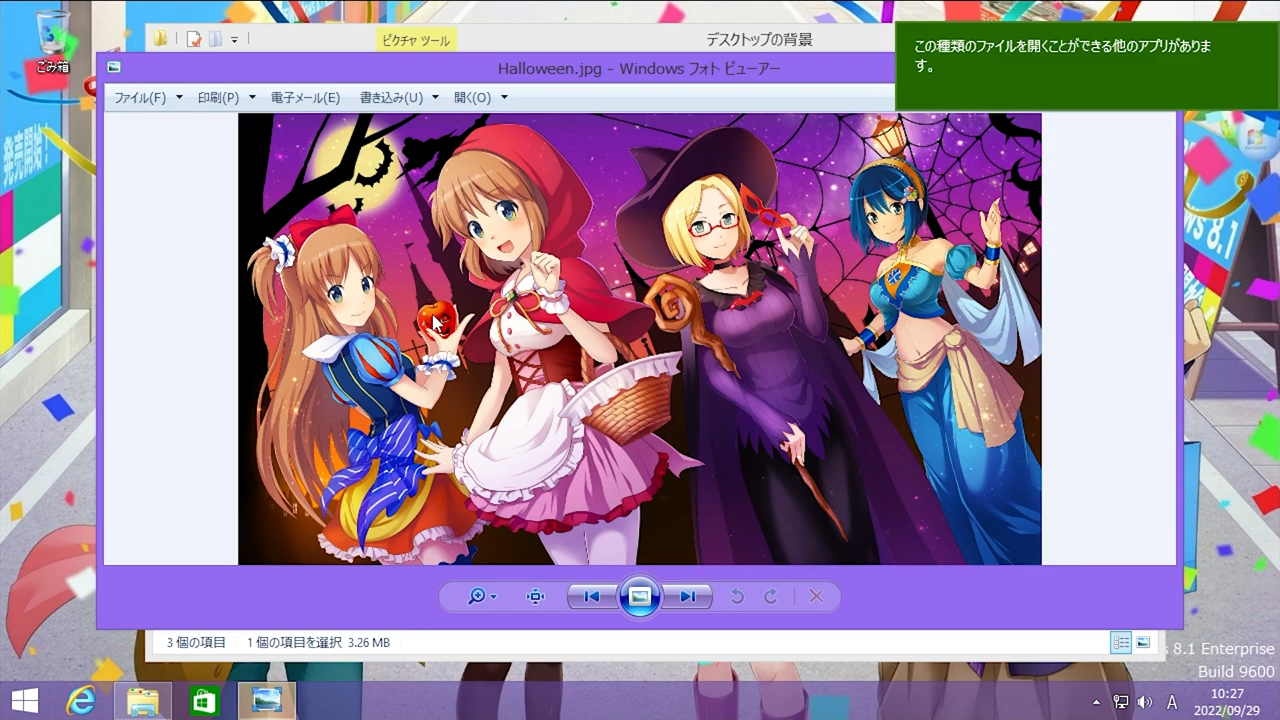 ごみ箱
ピクチャ ツール
デスクトップの背景
この種類のファイルを開くことができる他のアプリがありま
す。
Halloween.jpg - Windows フォト ビューアー
ファイル(F)
印刷(P)
電子メール(E)
書き込み(U)
開く(O)
発売開始!
s 8.1
3 個の項目
1 個の項目を選択 3.26 MB
s 8.1 Enterprise
Build 9600
A
10:27
2022/09/29